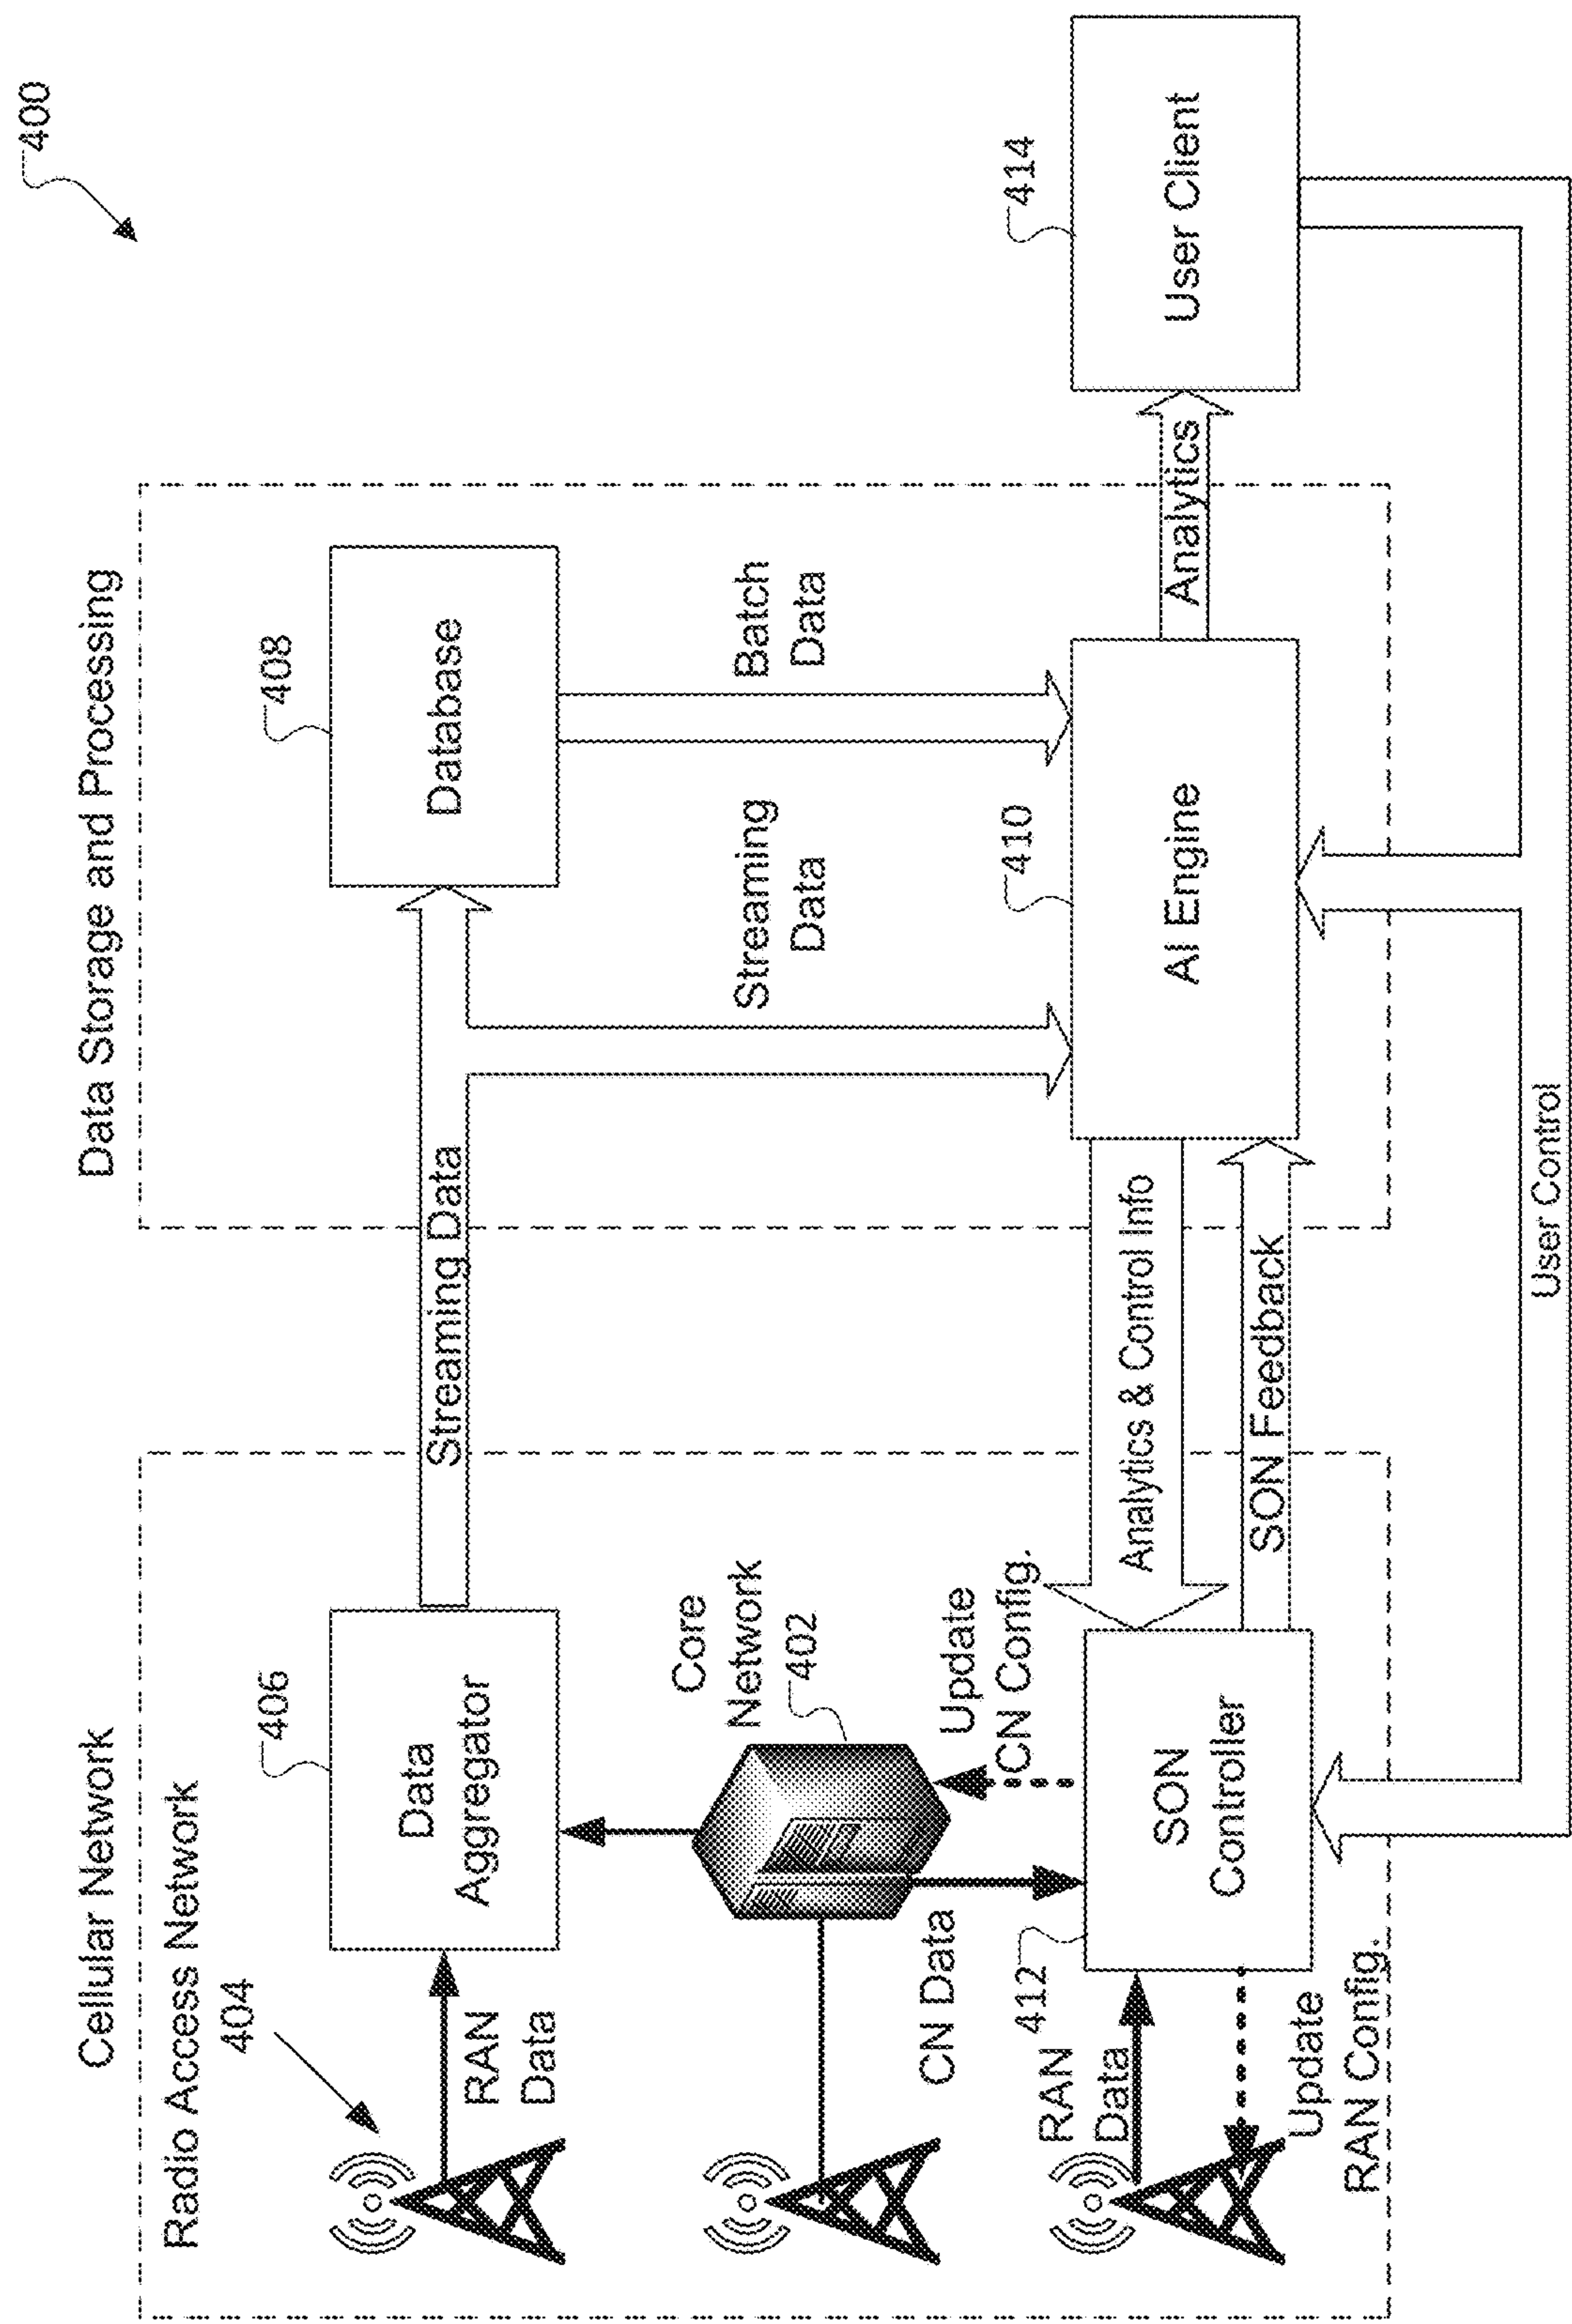 400
Cellular Network
Data Storage and Processing
Radio Access Network
404
406
408
Data
Aggregator
Streaming Data
Database
RAN
Data
Core
Network
402
Streaming
Data
Batch
Data
Update
CN Config.
CN Data
412
410
414
RAN
Data
SON
Controller
Analytics & Control Info
SON Feedback
AI Engine
Analytics
User Client
Update
RAN Config.
User Control